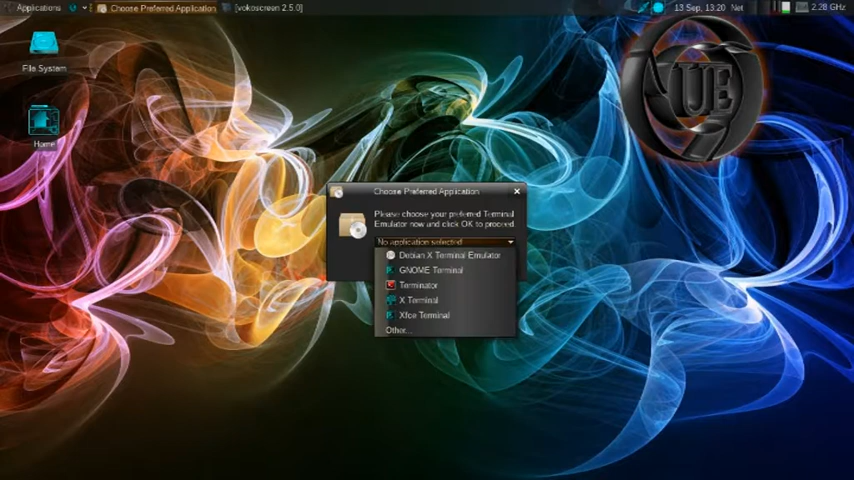 Applications
Choose Preferred Application
[vokoscreen 2.5.0]
13 Sep, 13:20
Net
2.28 GHz
File System
Home
UE
Choose Preferred Application
Please choose your preferred Terminal
Emulator now and click OK to proceed.
No application selected
Debian X Terminal Emulator
GNOME Terminal
Terminator
X Terminal
Xfce Terminal
Other...